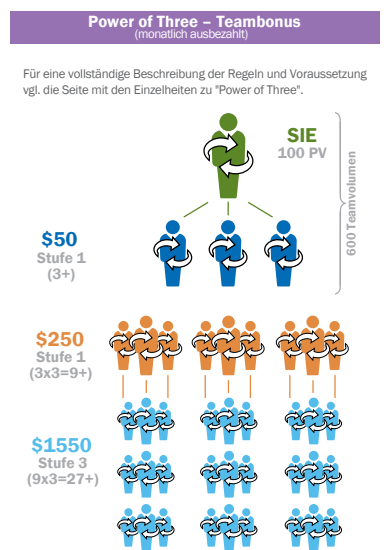 Power of Three – Teambonus
(monatlich ausbezahlt)
Für eine vollständige Beschreibung der Regeln und Voraussetzung
vgl. die Seite mit den Einzelheiten zu "Power of Three".
SIE
100 PV
600 Teamvolumen
$50
Stufe 1
(3+)
$250
Stufe 1
(3x3=9+)
$1550
Stufe 3
(9x3=27+)